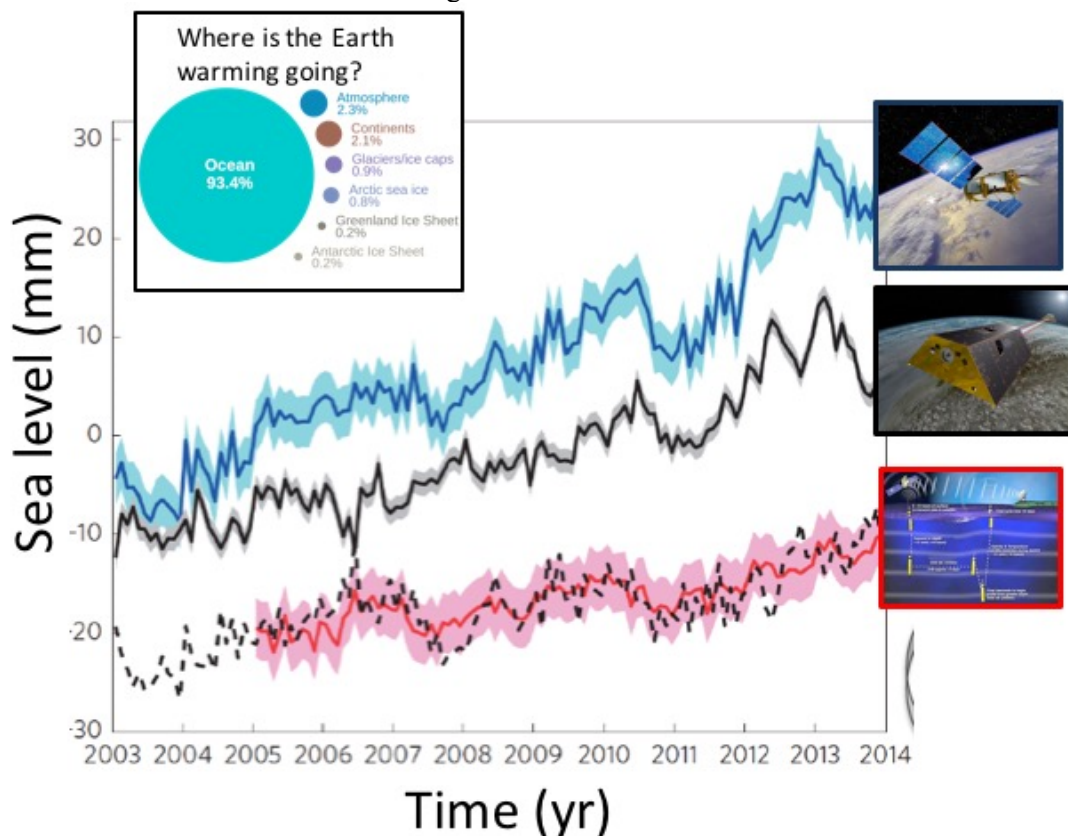 Where is the Earth
warming going?
Atmosphere
2.3%
Continents
2.1%
Ocean
93.4%
Glaciers/ice caps
0.9%
Arctic sea ice
0.8%
Greenland Ice Sheet
0.2%
Antarctic Ice Sheet
0.2%
Sea level (mm)
30
20
10
0
-10
-20
-30
2003 2004 2005 2006 2007 2008 2009 2010 2011 2012 2013 2014
Time (yr)